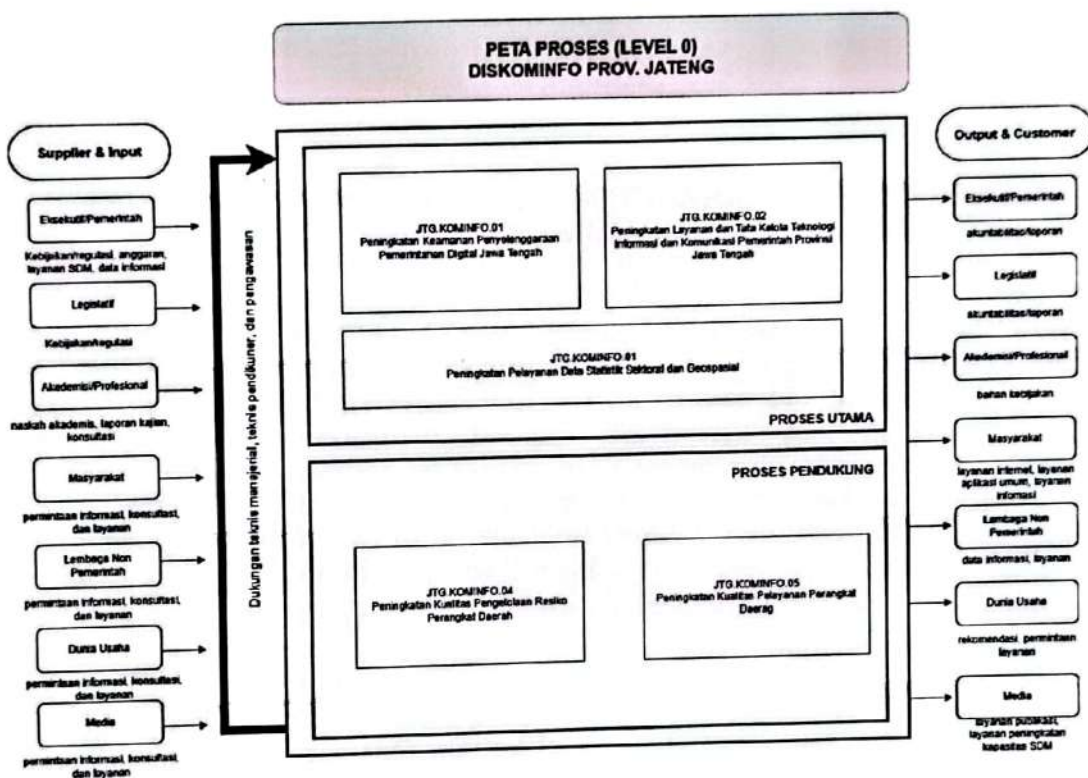 PETA PROSES (LEVEL 0)
DISKOMINFO PROV. JATENG
Supplier & Input
Eksekutif/Pemerintah
Kebijakan/regulasi, anggaran,
layanan SDM, data informasi
Legislatif
Kebijakan/regulasi
Akademisi/Profesional
naskah akademis, laporan kajian,
konsultasi
Masyarakat
permintaan informasi, konsultasi,
dan layanan
Lembaga Non
Pemerintah
permintaan informasi, konsultasi,
dan layanan
Dunia Usaha
permintaan informasi, konsultasi,
dan layanan
Media
permintaan informasi, konsultasi,
dan layanan
Dukungan teknis manajerial, teknis pendikuner, dan pengawasan
JTG.KOMINFO.01
Peningkatan Keamanan Penyelenggaraan
Pemerintahan Digital Jawa Tengah
JTG.KOMINFO.02
Peningkatan Layanan dan Tata Kelola Teknologi
Informasi dan Komunikasi Pemerintah Provinsi
Jawa Tengah
JTG.KOMINFO.01
Peningkatan Pelayanan Data Statistik Sektoral dan Geospasial
PROSES UTAMA
PROSES PENDUKUNG
JTG.KOMINFO.04
Peningkatan Kualitas Pengelolaan Resiko
Perangkat Daerah
JTG.KOMINFO.05
Peningkatan Kualitas Pelayanan Perangkat
Daerag
Output & Customer
Eksekutif/Pemerintah
akuntabilitas/laporan
Legislatif
akuntabilitas/laporan
Akademisi/Profesional
bahan kebijakan
Masyarakat
layanan internet, layanan
aplikasi umum, layanan
infomasi
Lembaga Non
Pemerintah
data informasi, layanan
Dunia Usaha
rekomendasi, permintaan
layanan
Media
layanan publikasi,
layanan peningkatan
kapasitas SDM